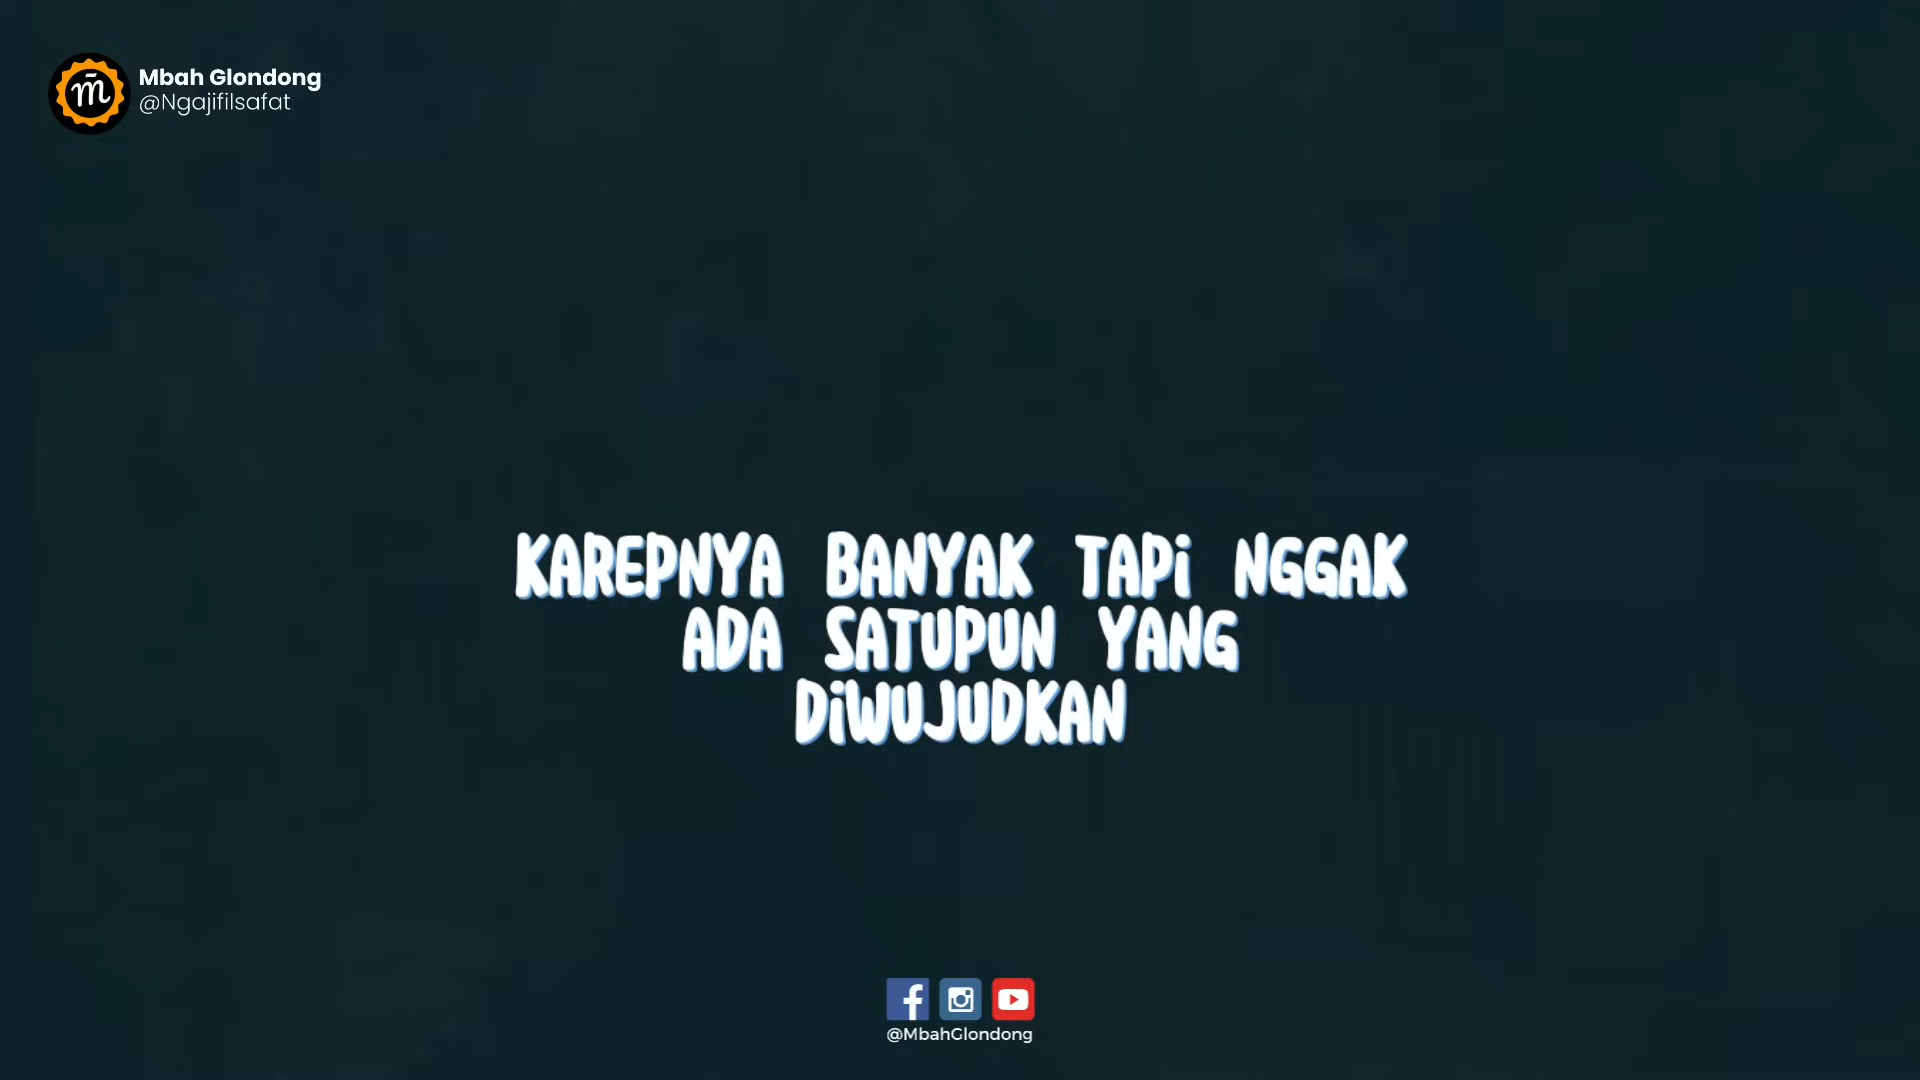 Mbah Glondong
@Ngajifilsafat
KAREPNYA BANYAK TAPi NGGAK
ADA SATUPUN YANG
DiWUJUDKAN
@MbahGlondong